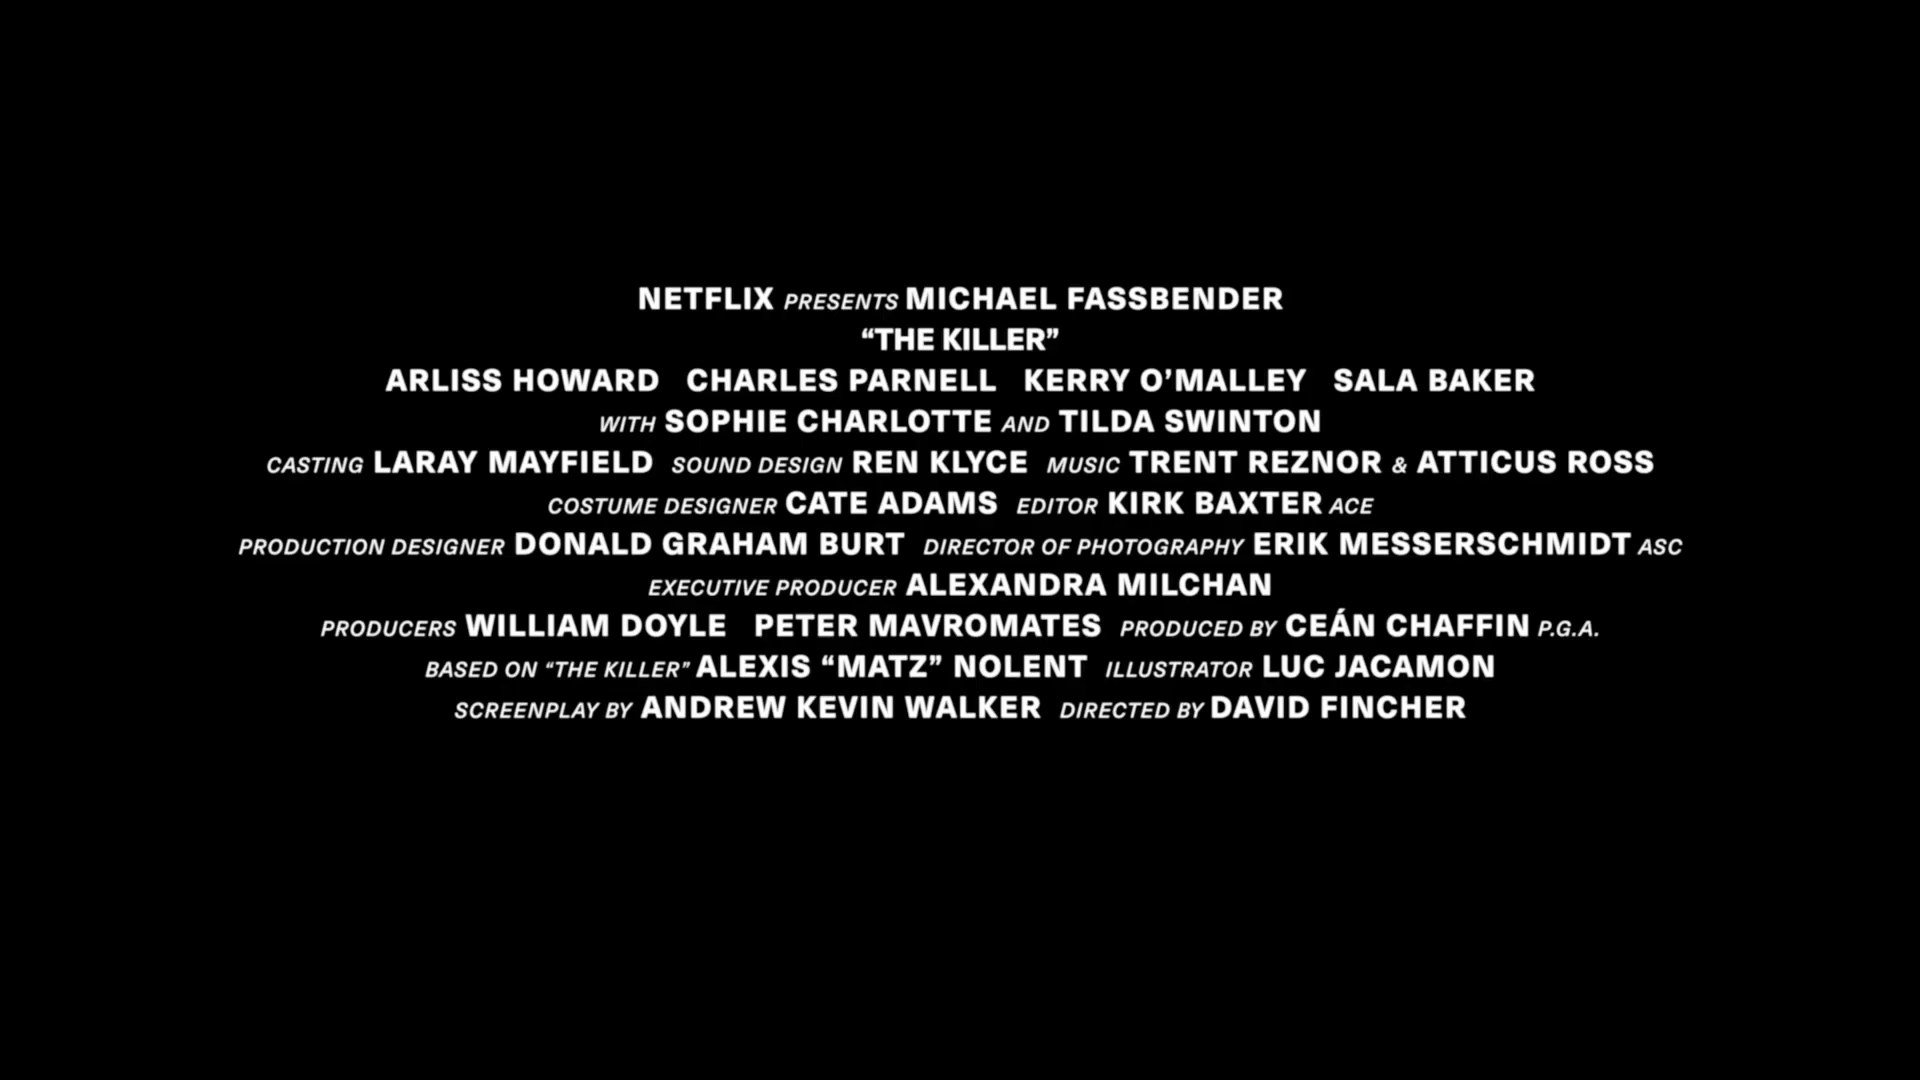 NETFLIX PRESENTS MICHAEL FASSBENDER
“THE KILLER”
ARLISS HOWARD CHARLES PARNELL KERRY O’MALLEY SALA BAKER
WITH SOPHIE CHARLOTTE AND TILDA SWINTON
CASTING LARAY MAYFIELD SOUND DESIGN REN KLYCE MUSIC TRENT REZNOR & ATTICUS ROSS
COSTUME DESIGNER CATE ADAMS EDITOR KIRK BAXTER ACE
PRODUCTION DESIGNER DONALD GRAHAM BURT DIRECTOR OF PHOTOGRAPHY ERIK MESSERSCHMIDT ASC
EXECUTIVE PRODUCER ALEXANDRA MILCHAN
PRODUCERS WILLIAM DOYLE PETER MAVROMATES PRODUCED BY CEÁN CHAFFIN P.G.A.
BASED ON “THE KILLER” ALEXIS “MATZ” NOLENT ILLUSTRATOR LUC JACAMON
SCREENPLAY BY ANDREW KEVIN WALKER DIRECTED BY DAVID FINCHER